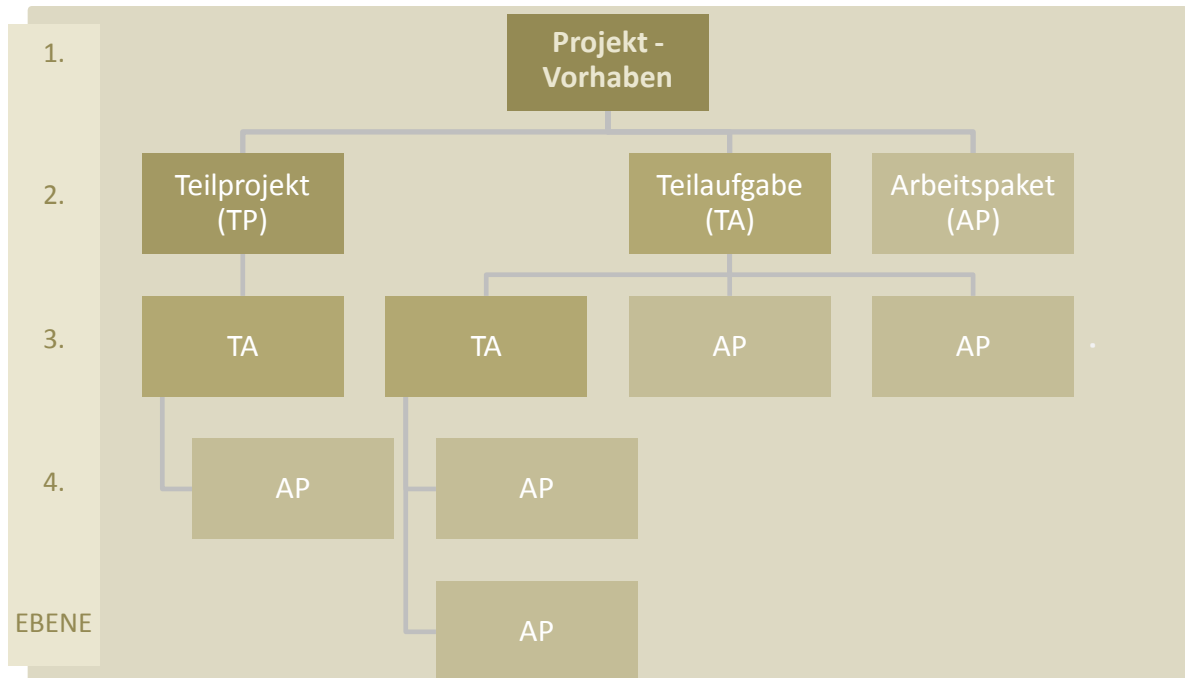 1.
Projekt -
Vorhaben
2.
Teilprojekt
(TP)
Teilaufgabe
(TA)
Arbeitspaket
(AP)
3.
TA
TA
AP
AP
.
4.
AP
AP
EBENE
AP